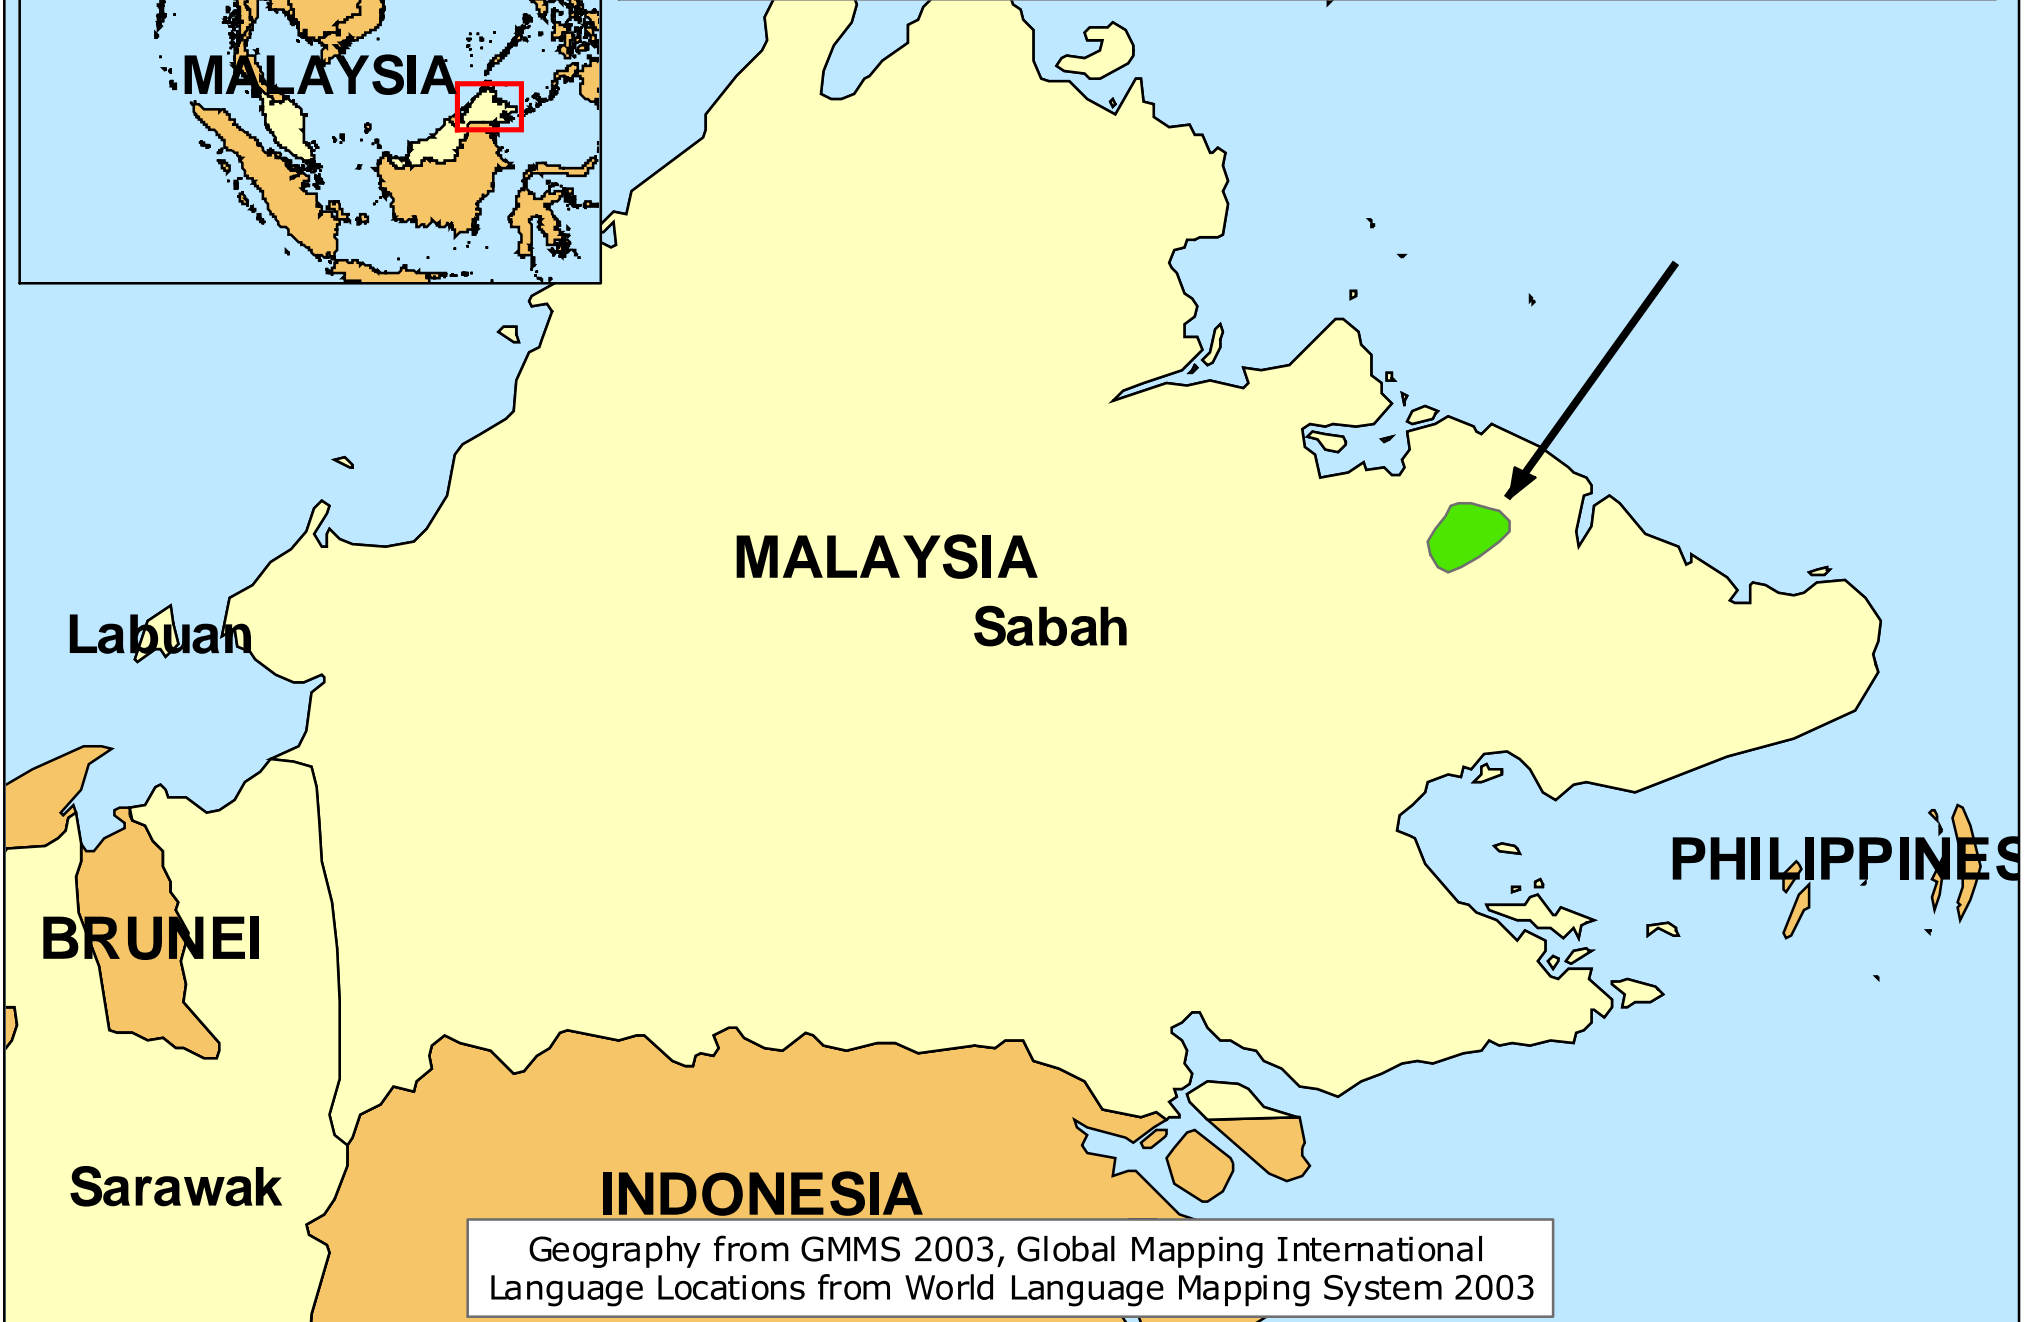 MALAYSIA
MALAYSIA
Sabah
Labuan
PHILIPPINES
BRUNEI
Sarawak
INDONESIA
Geography from GMMS 2003, Global Mapping International
Language Locations from World Language Mapping System 2003